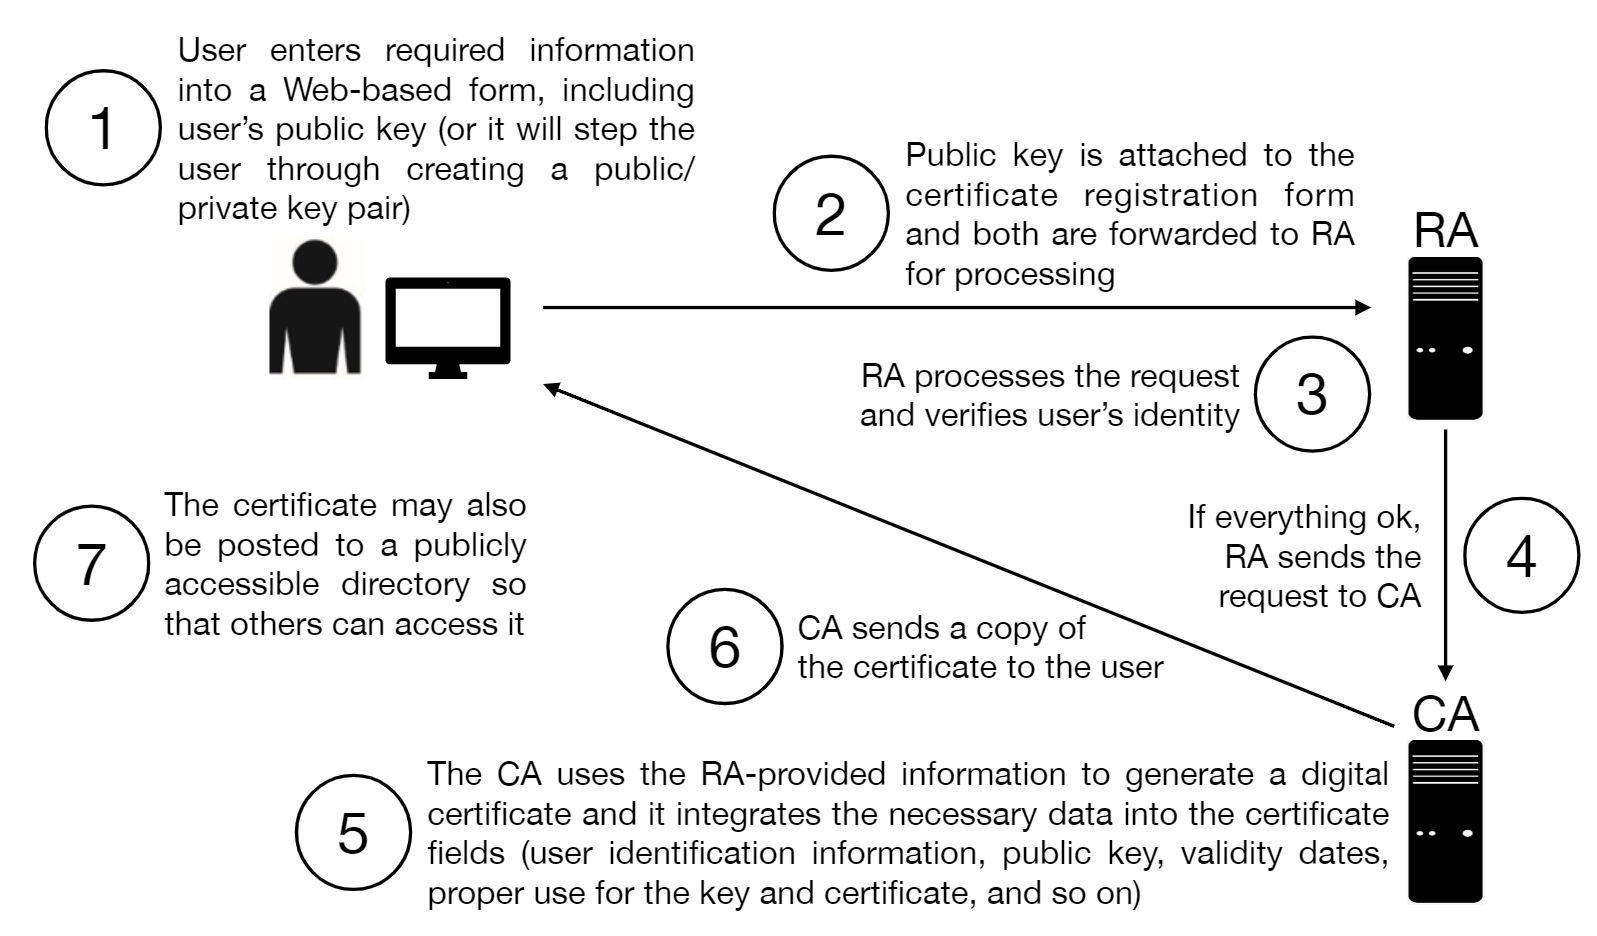 1
User enters required information
into a Web-based form, including
user's public key (or it will step the
user through creating a public/
private key pair)
2
Public key is attached to the
certificate registration form
and both are forwarded to RA
for processing
RA
RA processes the request
and verifies user's identity
3
If everything ok,
RA sends the
request to CA
4
CA
5
The CA uses the RA-provided information to generate a digital
certificate and it integrates the necessary data into the certificate
fields (user identification information, public key, validity dates,
proper use for the key and certificate, and so on)
6
CA sends a copy of
the certificate to the user
7
The certificate may also
be posted to a publicly
accessible directory so
that others can access it